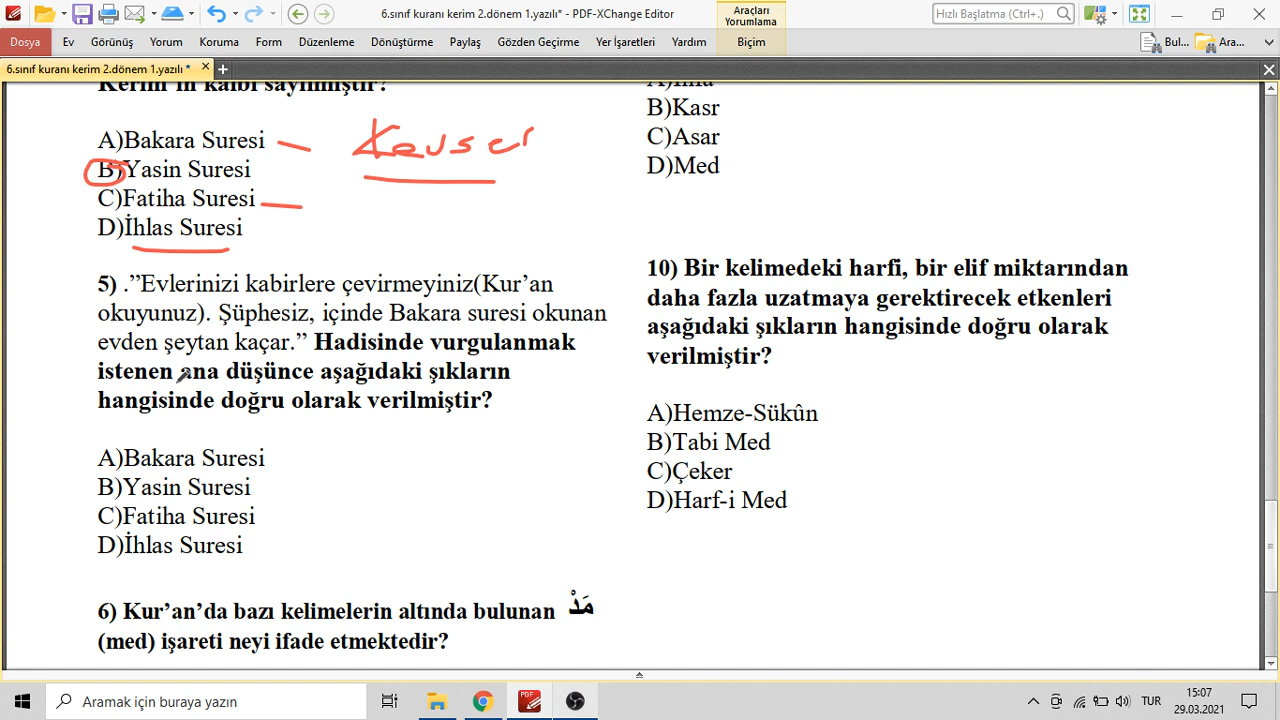 6.sınıf kuranı kerim 2.dönem 1.yazılı* - PDF-XChange Editor
Araçları
Yorumlama
Hızlı Başlatma (Ctrl+.)
Dosya
Ev
Görünüş
Yorum
Koruma
Form
Düzenleme
Dönüştürme
Paylaş
Gözden Geçirme
Yer İşaretleri
Yardım
Biçim
Bul...
Ara...
6.sınıf kuranı kerim 2.dönem 1.yazılı *
Kerim'in kalbi sayılmıştır?
A)Bakara Suresi
B)Yasin Suresi
C)Fatiha Suresi
D)İhlas Suresi
Kevser
5) .”Evlerinizi kabirlere çevirmeyiniz(Kur’an
okuyunuz). Şüphesiz, içinde Bakara suresi okunan
evden şeytan kaçar.” Hadisinde vurgulanmak
istenen ana düşünce aşağıdaki şıkların
hangisinde doğru olarak verilmiştir?
A)Bakara Suresi
B)Yasin Suresi
C)Fatiha Suresi
D)İhlas Suresi
6) Kur’an’da bazı kelimelerin altında bulunan مَدْ
(med) işareti neyi ifade etmektedir?
B)Kasr
C)Asar
D)Med
10) Bir kelimedeki harfi, bir elif miktarından
daha fazla uzatmaya gerektirecek etkenleri
aşağıdaki şıkların hangisinde doğru olarak
verilmiştir?
A)Hemze-Sükûn
B)Tabi Med
C)Çeker
D)Harf-i Med
Aramak için buraya yazın
TUR
15:07
29.03.2021